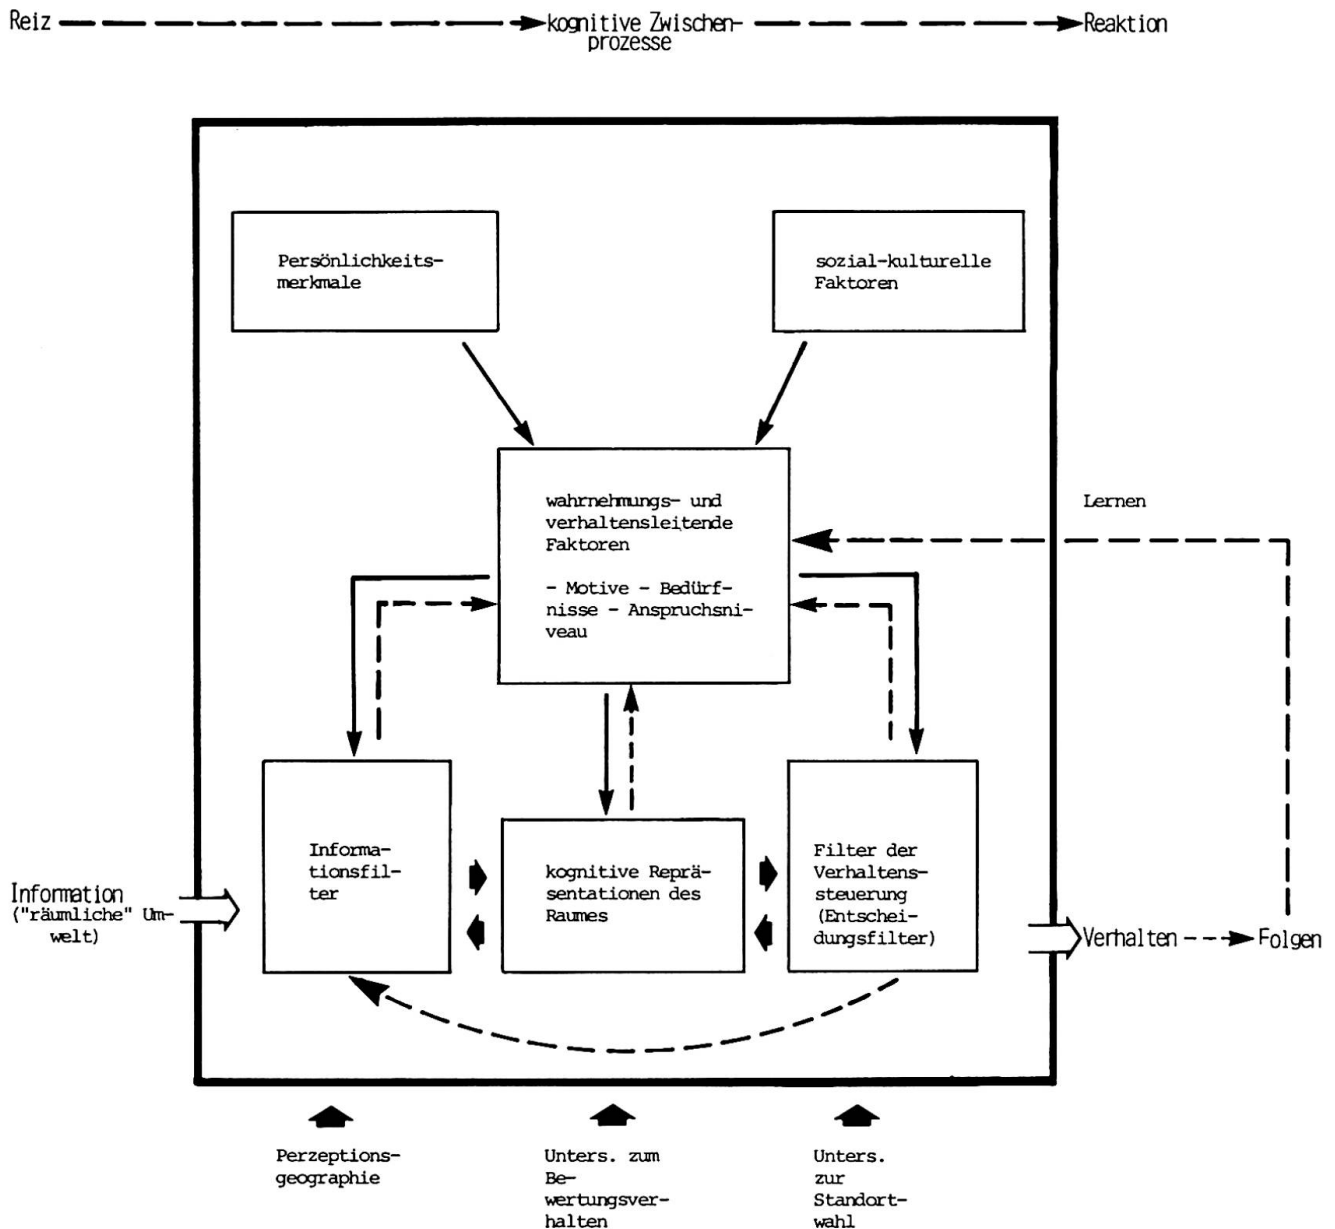 Reiz
kognitive Zwischen-
prozesse
Reaktion
Persönlichkeits-
merkmale
sozial-kulturelle
Faktoren
wahrnehmungs- und
verhaltensleitende
Faktoren
- Motive - Bedürf-
nisse - Anspruchsni-
veau
Lernen
Informa-
tionsfil-
ter
kognitive Reprä-
sentationen des
Raumes
Filter der
Verhaltens-
steuerung
(Entschei-
dungsfilter)
Information
("räumliche" Um-
welt)
Verhalten
Folgen
Perzeptions-
geographie
Unters. zum
Be-
wertungsver-
halten
Unters.
zur
Standort-
wahl